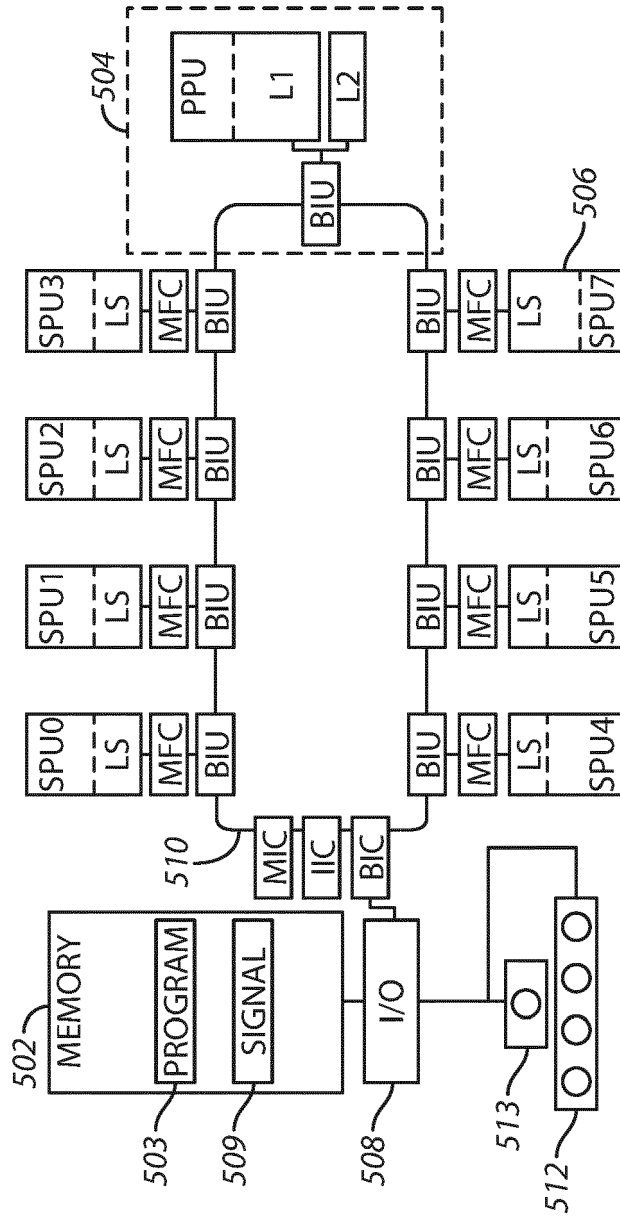 504
PPU
L1
L2
BIU
SPU3
LS
MFC
BIU
SPU2
LS
MFC
BIU
SPU1
LS
MFC
BIU
SPU0
LS
MFC
BIU
510
MIC
IIC
BIC
506
BIU
MFC
LS
SPU7
BIU
MFC
LS
SPU6
BIU
MFC
LS
SPU5
BIU
MFC
LS
SPU4
502
MEMORY
PROGRAM
SIGNAL
503
509
I/O
508
513
512